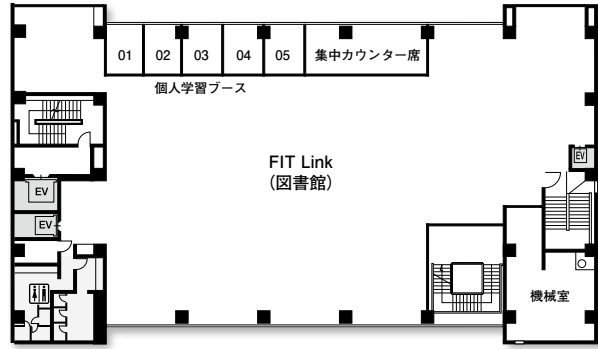 01
02
03
04
05
集中カウンター席
個人学習ブース
FIT Link
(図書館)
EV
EV
EV
機械室